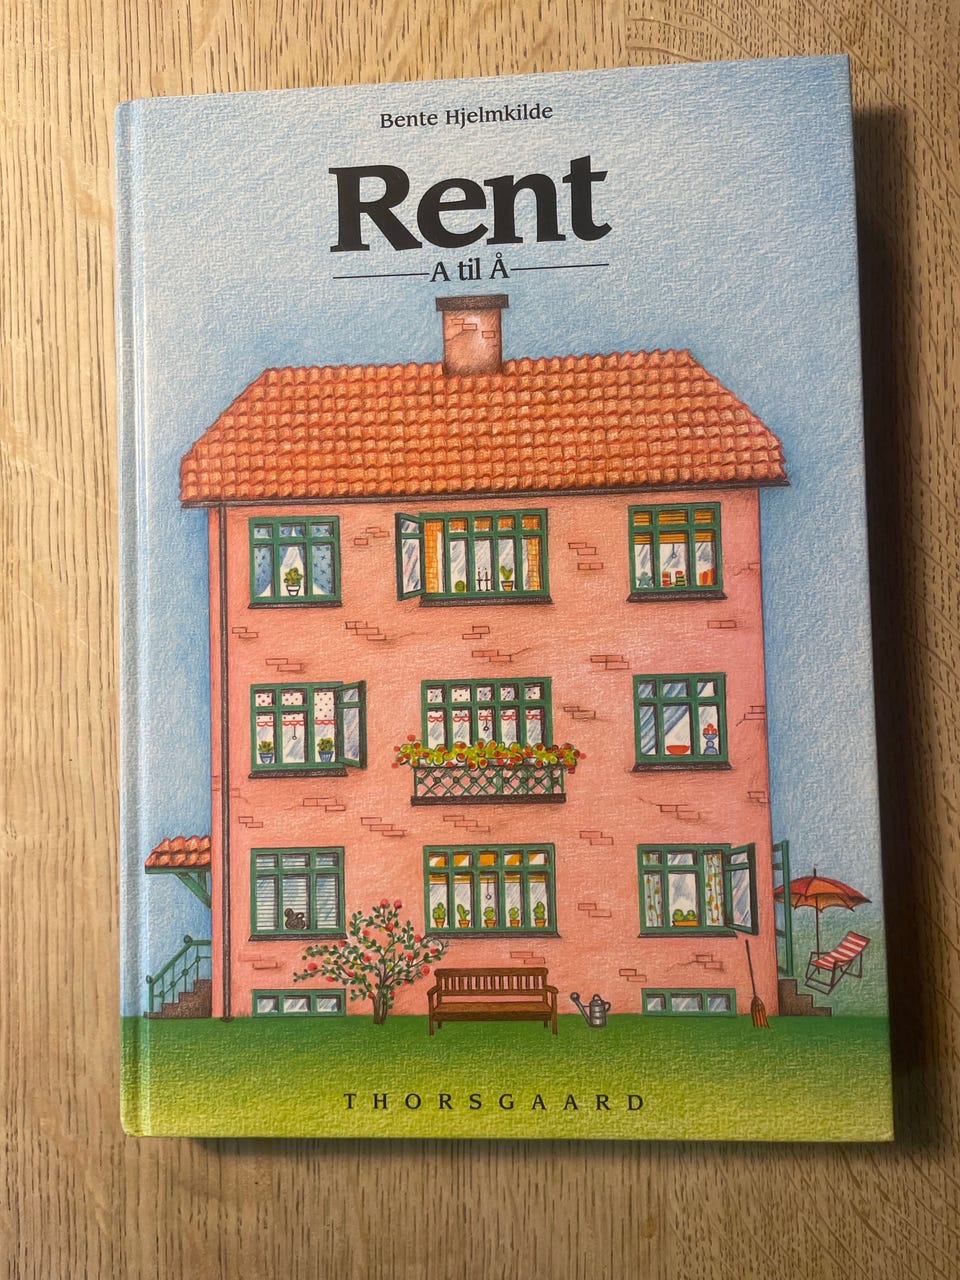 Bente Hjelmkilde
Rent
A til Å
THORSGAARD